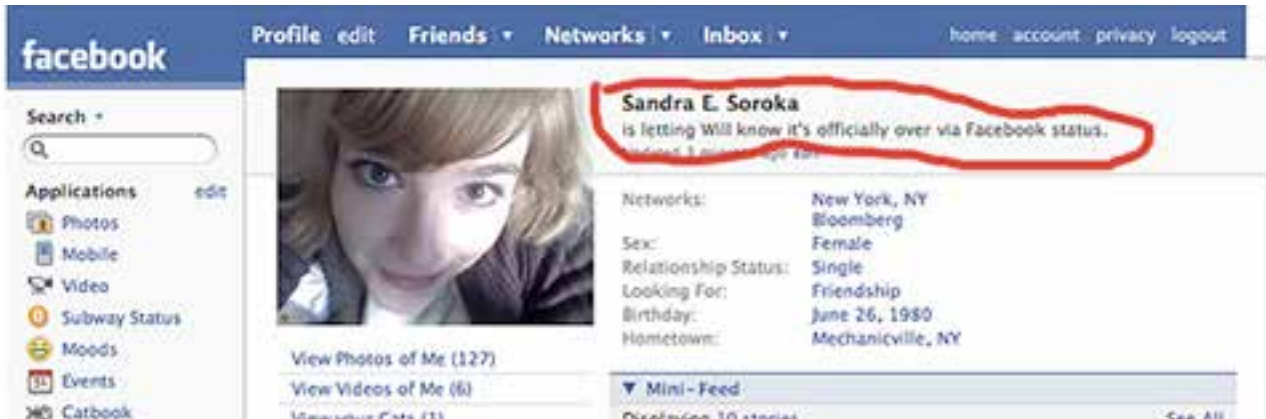 Profile edit Friends Networks Inbox home account privacy logout
facebook
Search
Applications edit
Photos
Mobile
Video
Subway Status
Moods
Events
Catbook
Sandra E. Soroka
is letting Will know it's officially over via Facebook status.
Networks: New York, NY
Bloomberg
Sex: Female
Relationship Status: Single
Looking For: Friendship
Birthday: June 26, 1980
Hometown: Mechanicville, NY
View Photos of Me (127)
View Videos of Me (6)
Mini-Feed
Displaying 10 stories See All